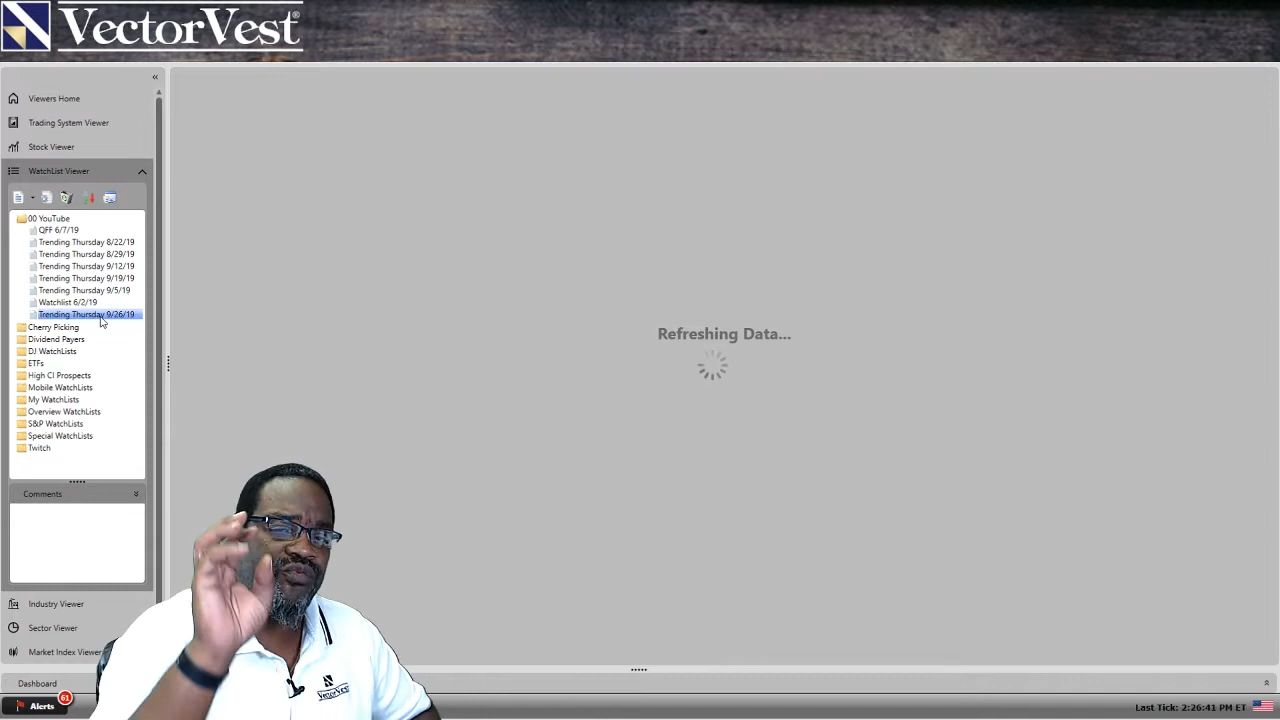 VectorVest®
Viewers Home
Trading System Viewer
Stock Viewer
WatchList Viewer
00 YouTube
QFF 6/7/19
Trending Thursday 8/22/19
Trending Thursday 8/29/19
Trending Thursday 9/12/19
Trending Thursday 9/19/19
Trending Thursday 9/5/19
Watchlist 6/2/19
Trending Thursday 9/26/19
Cherry Picking
Dividend Payers
DJ WatchLists
ETFs
High CI Prospects
Mobile WatchLists
My WatchLists
Overview WatchLists
S&P WatchLists
Special WatchLists
Twitch
Comments
Industry Viewer
Sector Viewer
Market Index Viewer
Dashboard
Alerts
61
Refreshing Data...
VectorVest
Last Tick: 2:26:41 PM ET